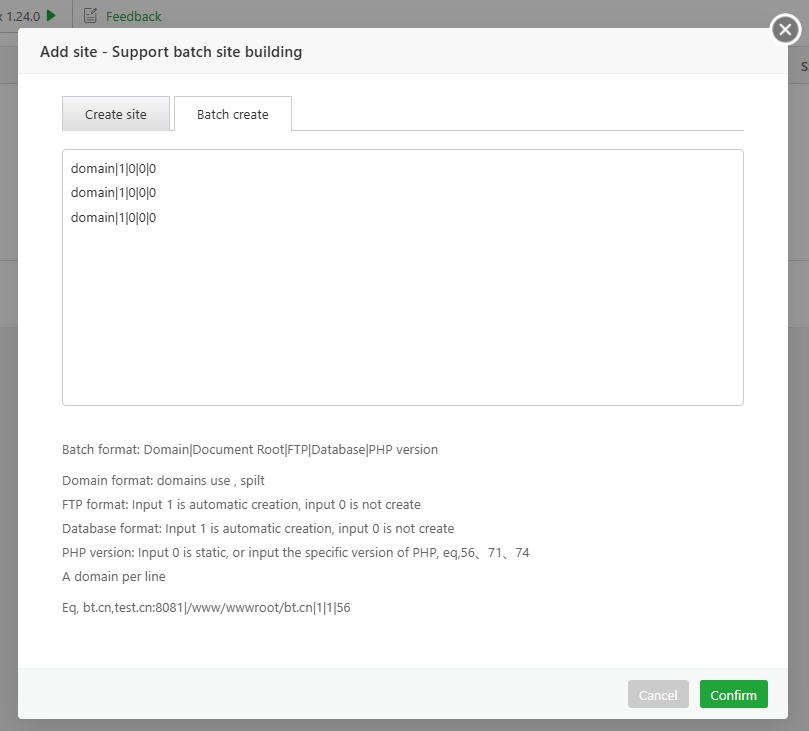 x 1.24.0 Feedback
Add site - Support batch site building
S
Create site Batch create
domain|1|0|0|0
domain|1|0|0|0
domain|1|0|0|0
Batch format: Domain|Document Root|FTP|Database|PHP version
Domain format: domains use , spilt
FTP format: Input 1 is automatic creation, input 0 is not create
Database format: Input 1 is automatic creation, input 0 is not create
PHP version: Input 0 is static, or input the specific version of PHP, eq,56、71、74
A domain per line
Eq, bt.cn,test.cn:8081|/www/wwwroot/bt.cn|1|1|56
Cancel Confirm